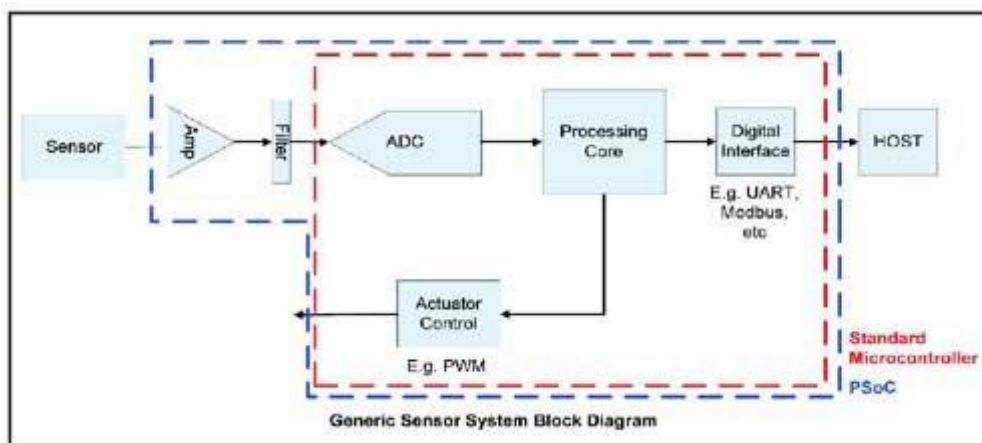 Sensor
Amp
Filter
ADC
Processing
Core
Digital
Interface
HOST
E.g. UART,
Modbus,
etc
Actuator
Control
E.g. PWM
Standard
Microcontroller
PSoC
Generic Sensor System Block Diagram